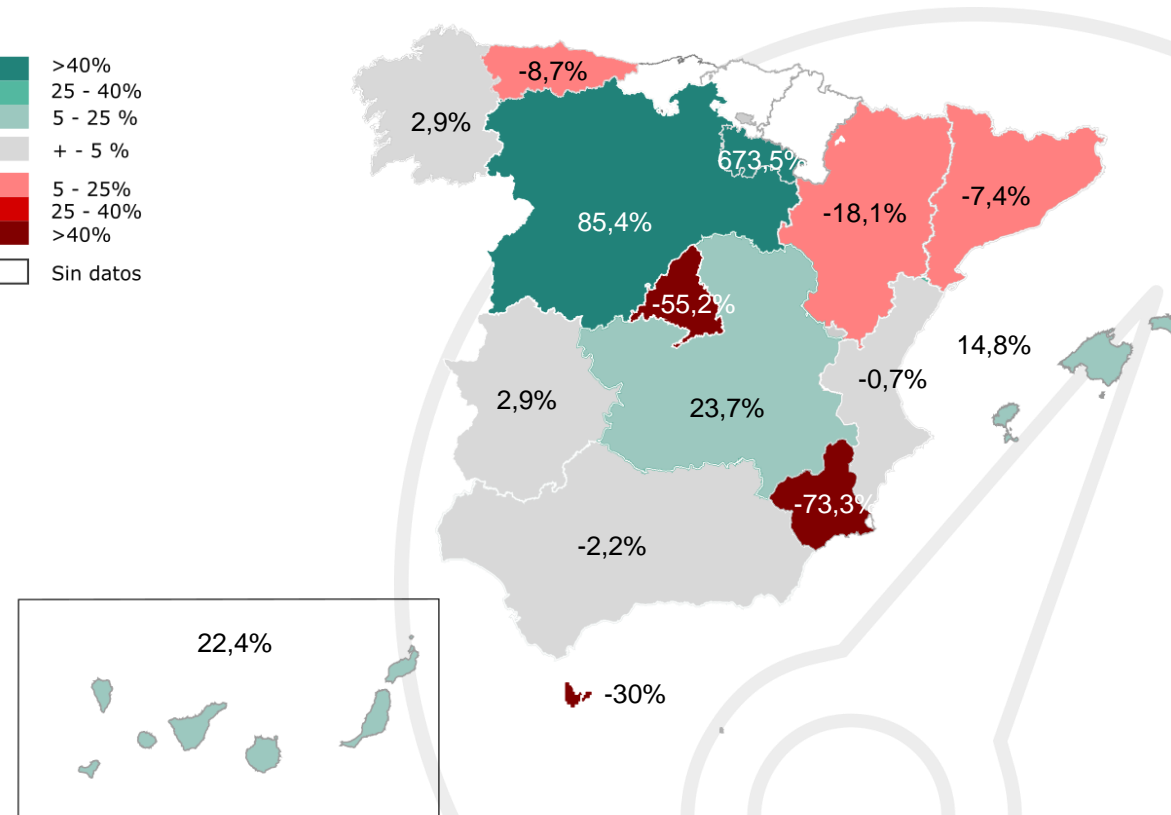 >40%
25 - 40%
5 - 25 %
+ - 5 %
5 - 25%
25 - 40%
>40%
Sin datos
-8,7%
2,9%
673,5%
85,4%
-18,1%
-7,4%
-55,2%
14,8%
-0,7%
2,9%
23,7%
-73,3%
-2,2%
22,4%
-30%